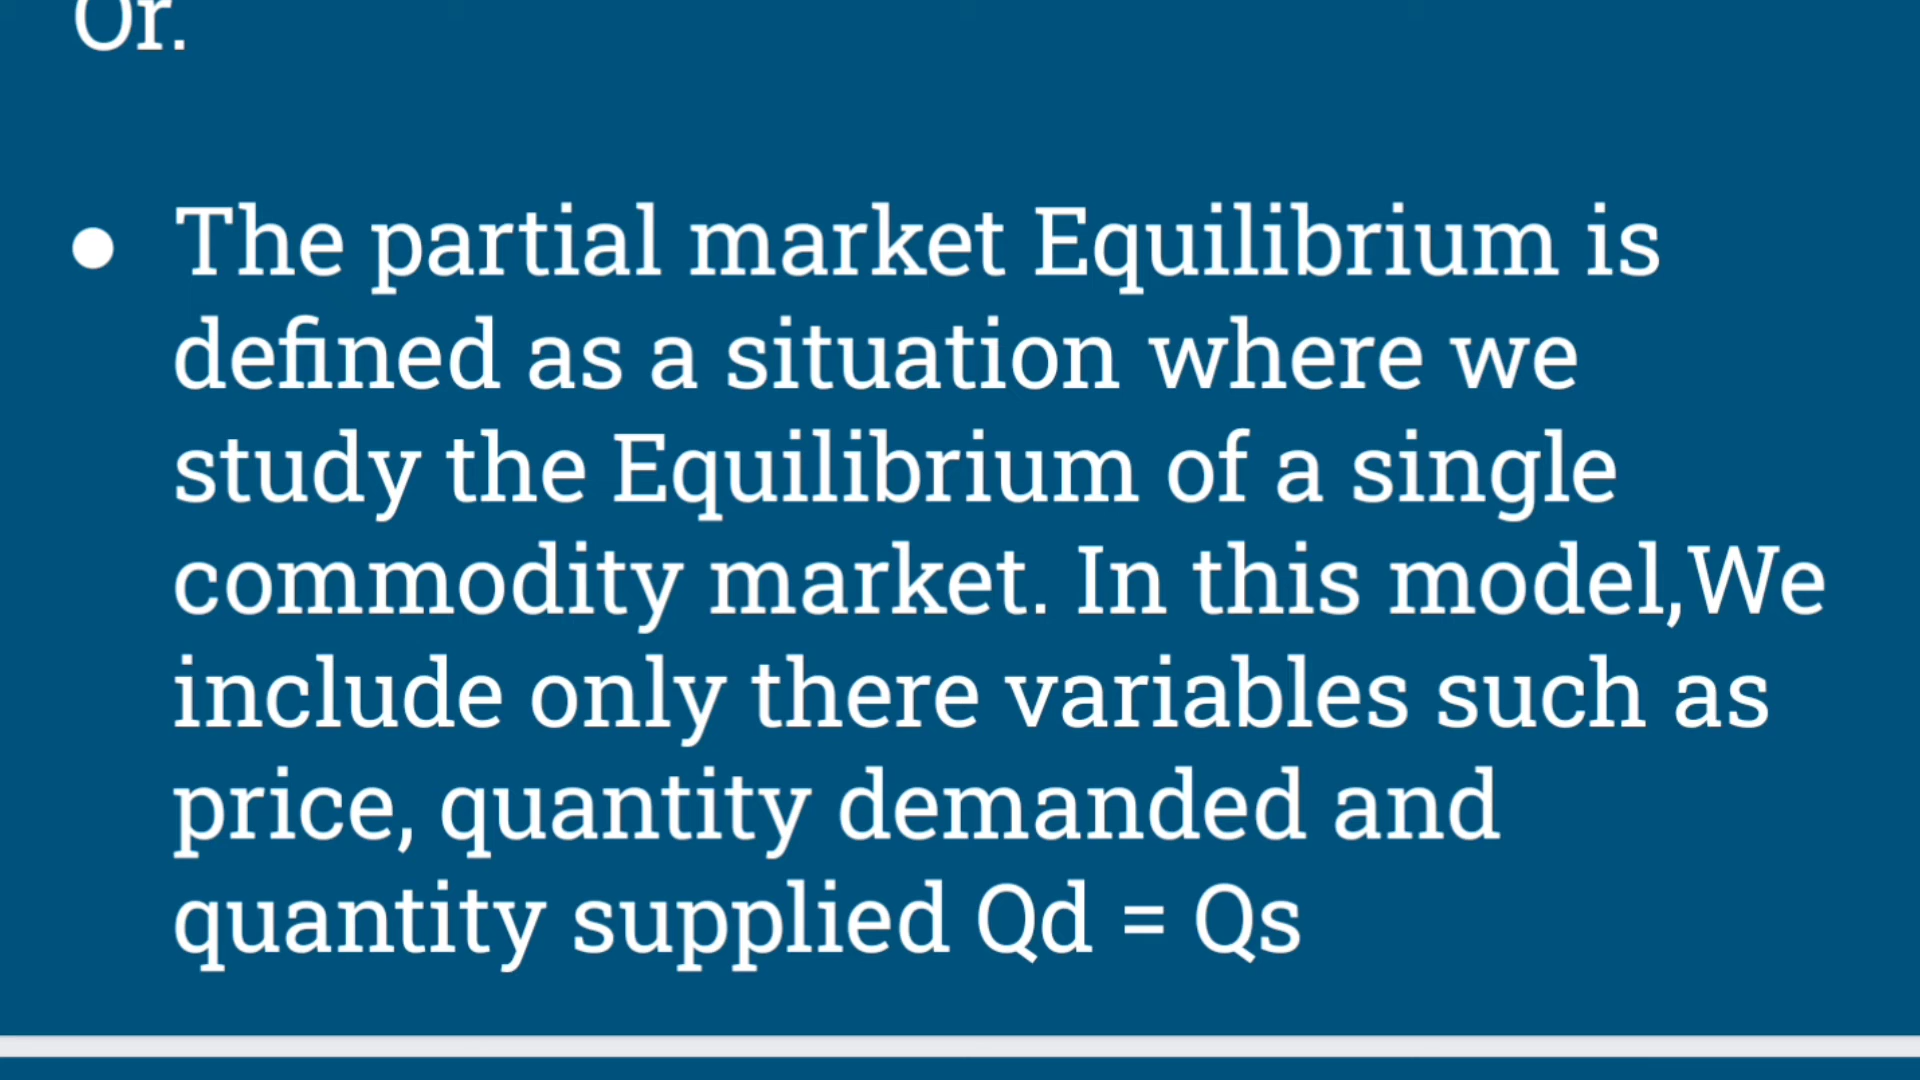 Or.
● The partial market Equilibrium is
defined as a situation where we
study the Equilibrium of a single
commodity market. In this model,We
include only there variables such as
price, quantity demanded and
quantity supplied Qd = Qs